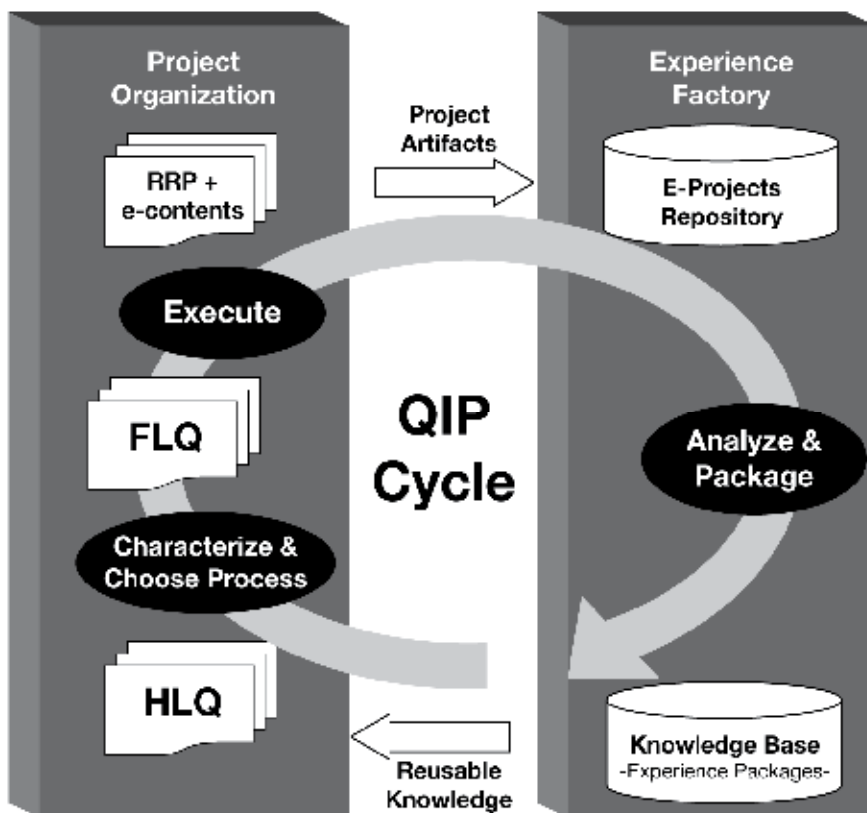 Project
Organization
RRP +
e-contents
Execute
FLQ
Characterize &
Choose Process
HLQ
Project
Artifacts
QIP
Cycle
Reusable
Knowledge
Experience
Factory
E-Projects
Repository
Analyze &
Package
Knowledge Base
-Experience Packages-